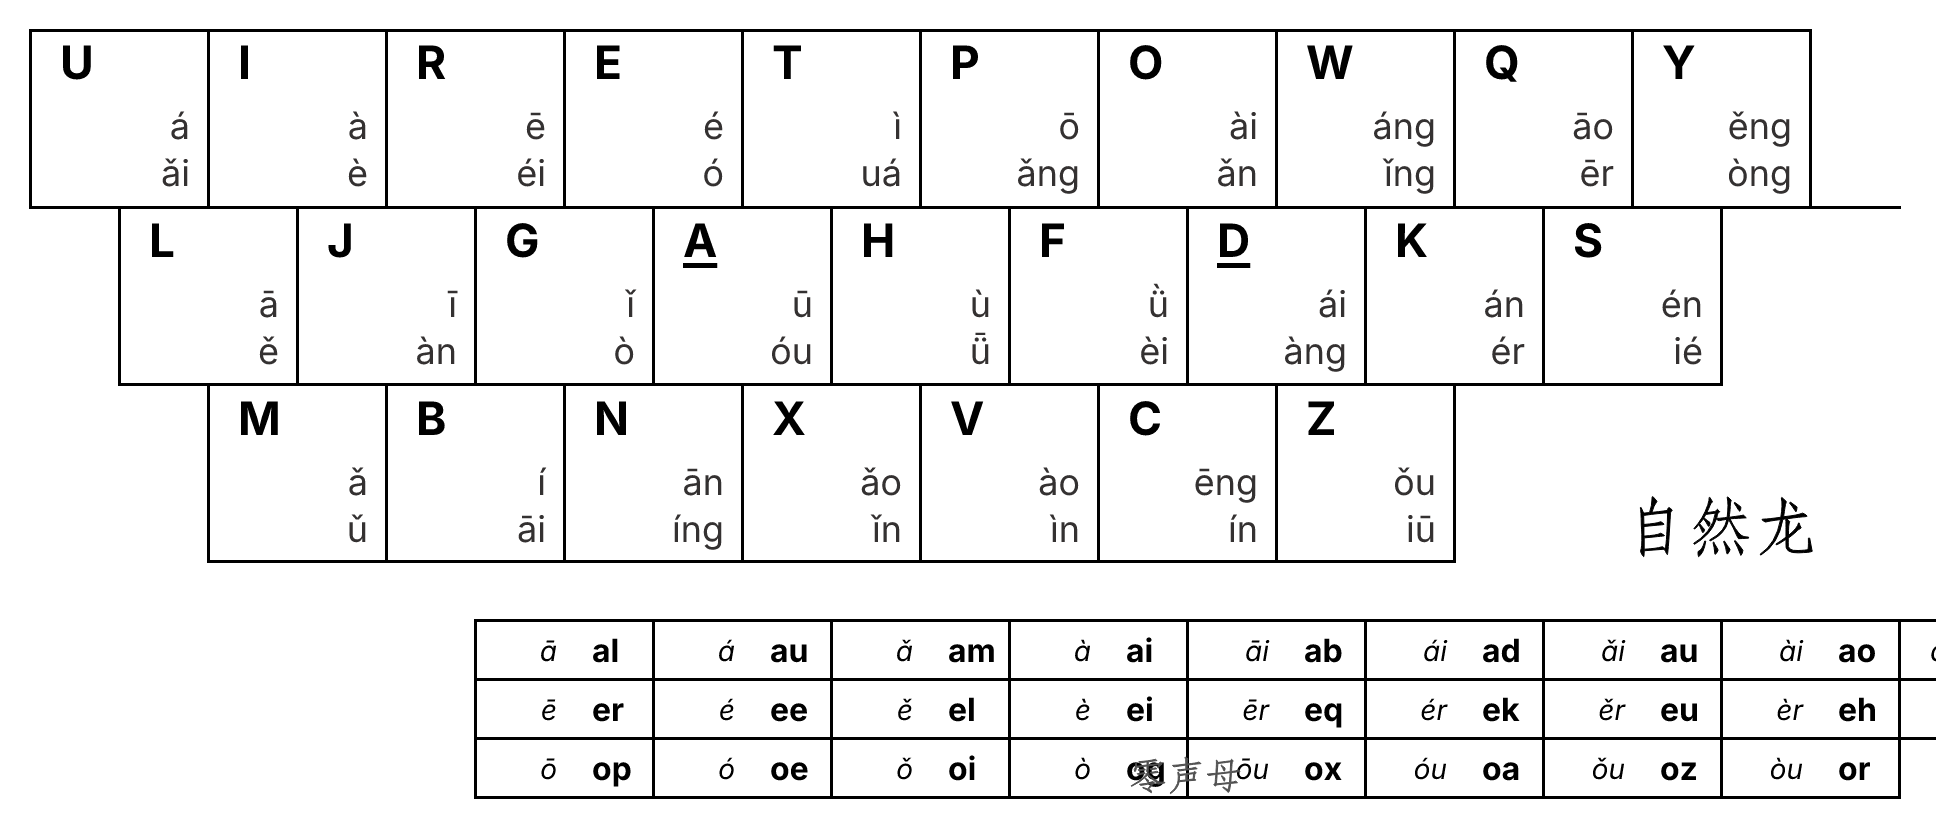 U I R E T P O W Q Y
á à ē é ì ō ài áng āo ěng
ǎi è éi ó uá ǎng ǎn ǐng ēr òng
L J G A H F D K S
ā ī ǐ ū ù ǜ ái án én
ě àn ò óu ǖ èi àng ér ié
M B N X V C Z
ǎ í ān ǎo ào ēng ǒu
ǔ āi íng ǐn ìn ín iū
自然龙
ā al á au ǎ am à ai āi ab ái ad ǎi au ài ao
ē er é ee ě el è ei ēr eq ér ek ěr eu èr eh
ō op ó oe ǒ oi ò og ōu ox óu oa ǒu oz òu or
零声母